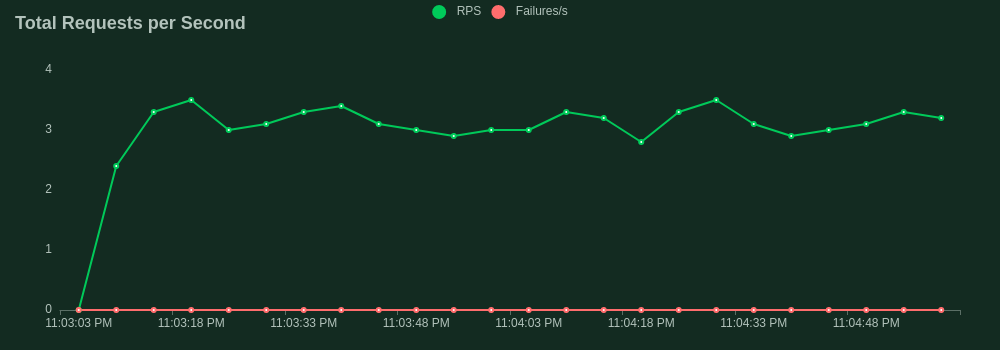 Total Requests per Second
RPS Failures/s
4
3
2
1
0
11:03:03 PM 11:03:18 PM 11:03:33 PM 11:03:48 PM 11:04:03 PM 11:04:18 PM 11:04:33 PM 11:04:48 PM